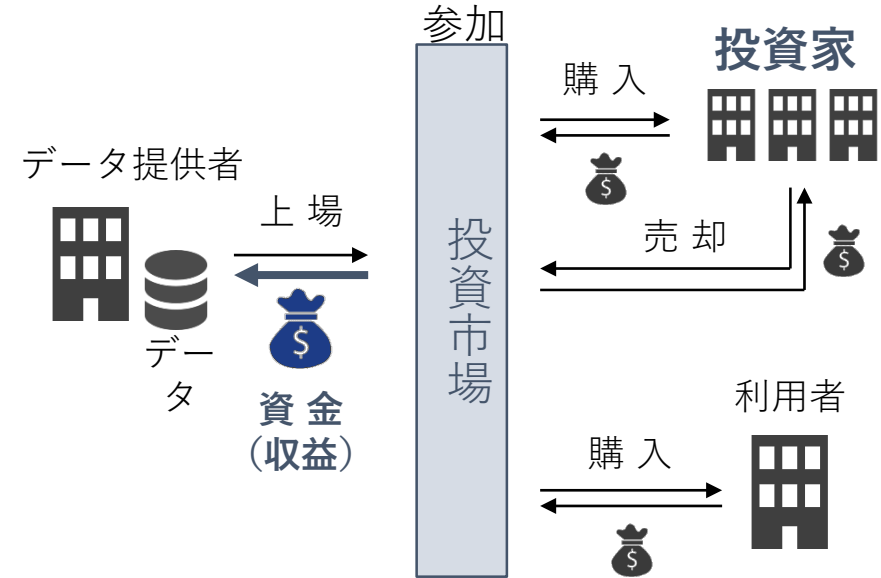 参加
投資家
購 入
データ提供者
上 場
売 却
投資市場
デー
タ
資 金
（収益）
利用者
購 入